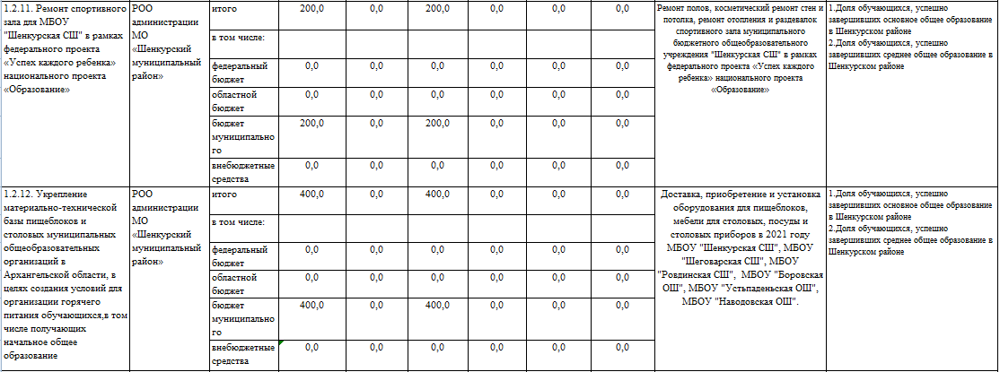 1.2.11. Ремонт спортивного
зала для МБОУ
"Шенкурская СШ" в рамках
федерального проекта
«Успех каждого ребенка»
национального проекта
«Образование»
РОО
администрации
МО
«Шенкурский
муниципальный
район»
итого 200,0 0,0 200,0 0,0 0,0 0,0
в том числе:
федеральный
бюджет 0,0 0,0 0,0 0,0 0,0 0,0
областной
бюджет 0,0 0,0 0,0 0,0 0,0 0,0
бюджет
муниципально
го 200,0 0,0 200,0 0,0 0,0 0,0
внебюджетные
средства 0,0 0,0 0,0 0,0 0,0 0,0
Ремонт полов, косметический ремонт стен и
потолка, ремонт отопления и раздевалок
спортивного зала муниципального
бюджетного общеобразовательного
учреждения "Шенкурская СШ" в рамках
федерального проекта «Успех каждого
ребенка» национального проекта
«Образование»
1.Доля обучающихся, успешно
завершивших основное общее образование
в Шенкурском районе
2.Доля обучающихся, успешно
завершивших среднее общее образование в
Шенкурском районе
1.2.12. Укрепление
материально-технической
базы пищеблоков и
столовых муниципальных
общеобразовательных
организаций в
Архангельской области, в
целях создания условий для
организации горячего
питания обучающихся,в том
числе получающих
начальное общее
образование
РОО
администрации
МО
«Шенкурский
муниципальный
район»
итого 400,0 0,0 400,0 0,0 0,0 0,0
в том числе:
федеральный
бюджет 0,0 0,0 0,0 0,0 0,0 0,0
областной
бюджет 0,0 0,0 0,0 0,0 0,0 0,0
бюджет
муниципально
го 400,0 0,0 400,0 0,0 0,0 0,0
внебюджетные
средства 0,0 0,0 0,0 0,0 0,0 0,0
Доставка, приобретение и установка
оборудования для пищеблоков,
мебели для столовых, посуды и
столовых приборов в 2021 году
МБОУ "Шенкурская СШ", МБОУ
"Шеговарская СШ", МБОУ
"Ровдинская СШ", МБОУ "Боровская
ОШ", МБОУ "Устьпаденьская ОШ",
МБОУ "Наводовская ОШ".
1.Доля обучающихся, успешно
завершивших основное общее образование
в Шенкурском районе
2.Доля обучающихся, успешно
завершивших среднее общее образование в
Шенкурском районе